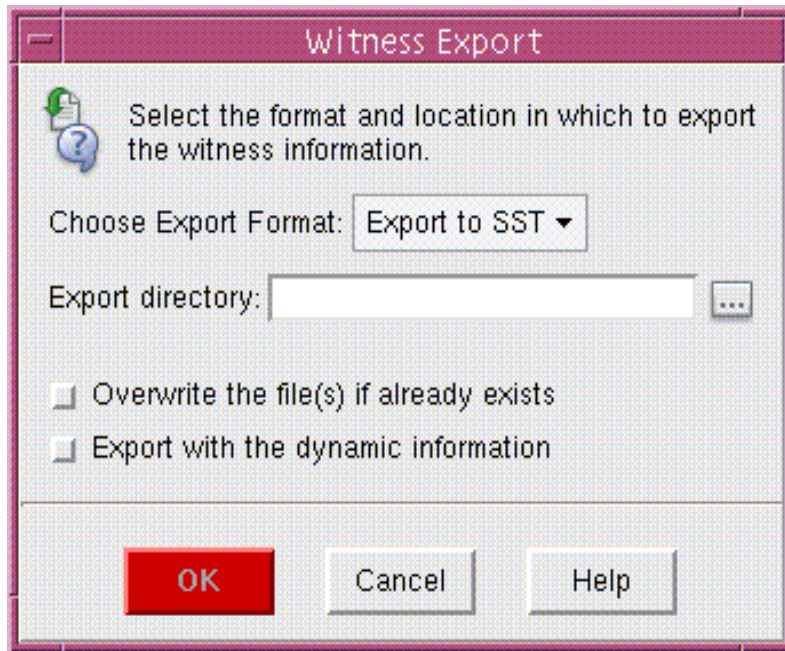 Witness Export
Select the format and location in which to export
the witness information.
Choose Export Format: Export to SST
Export directory:
...
Overwrite the file(s) if already exists
Export with the dynamic information
OK Cancel Help